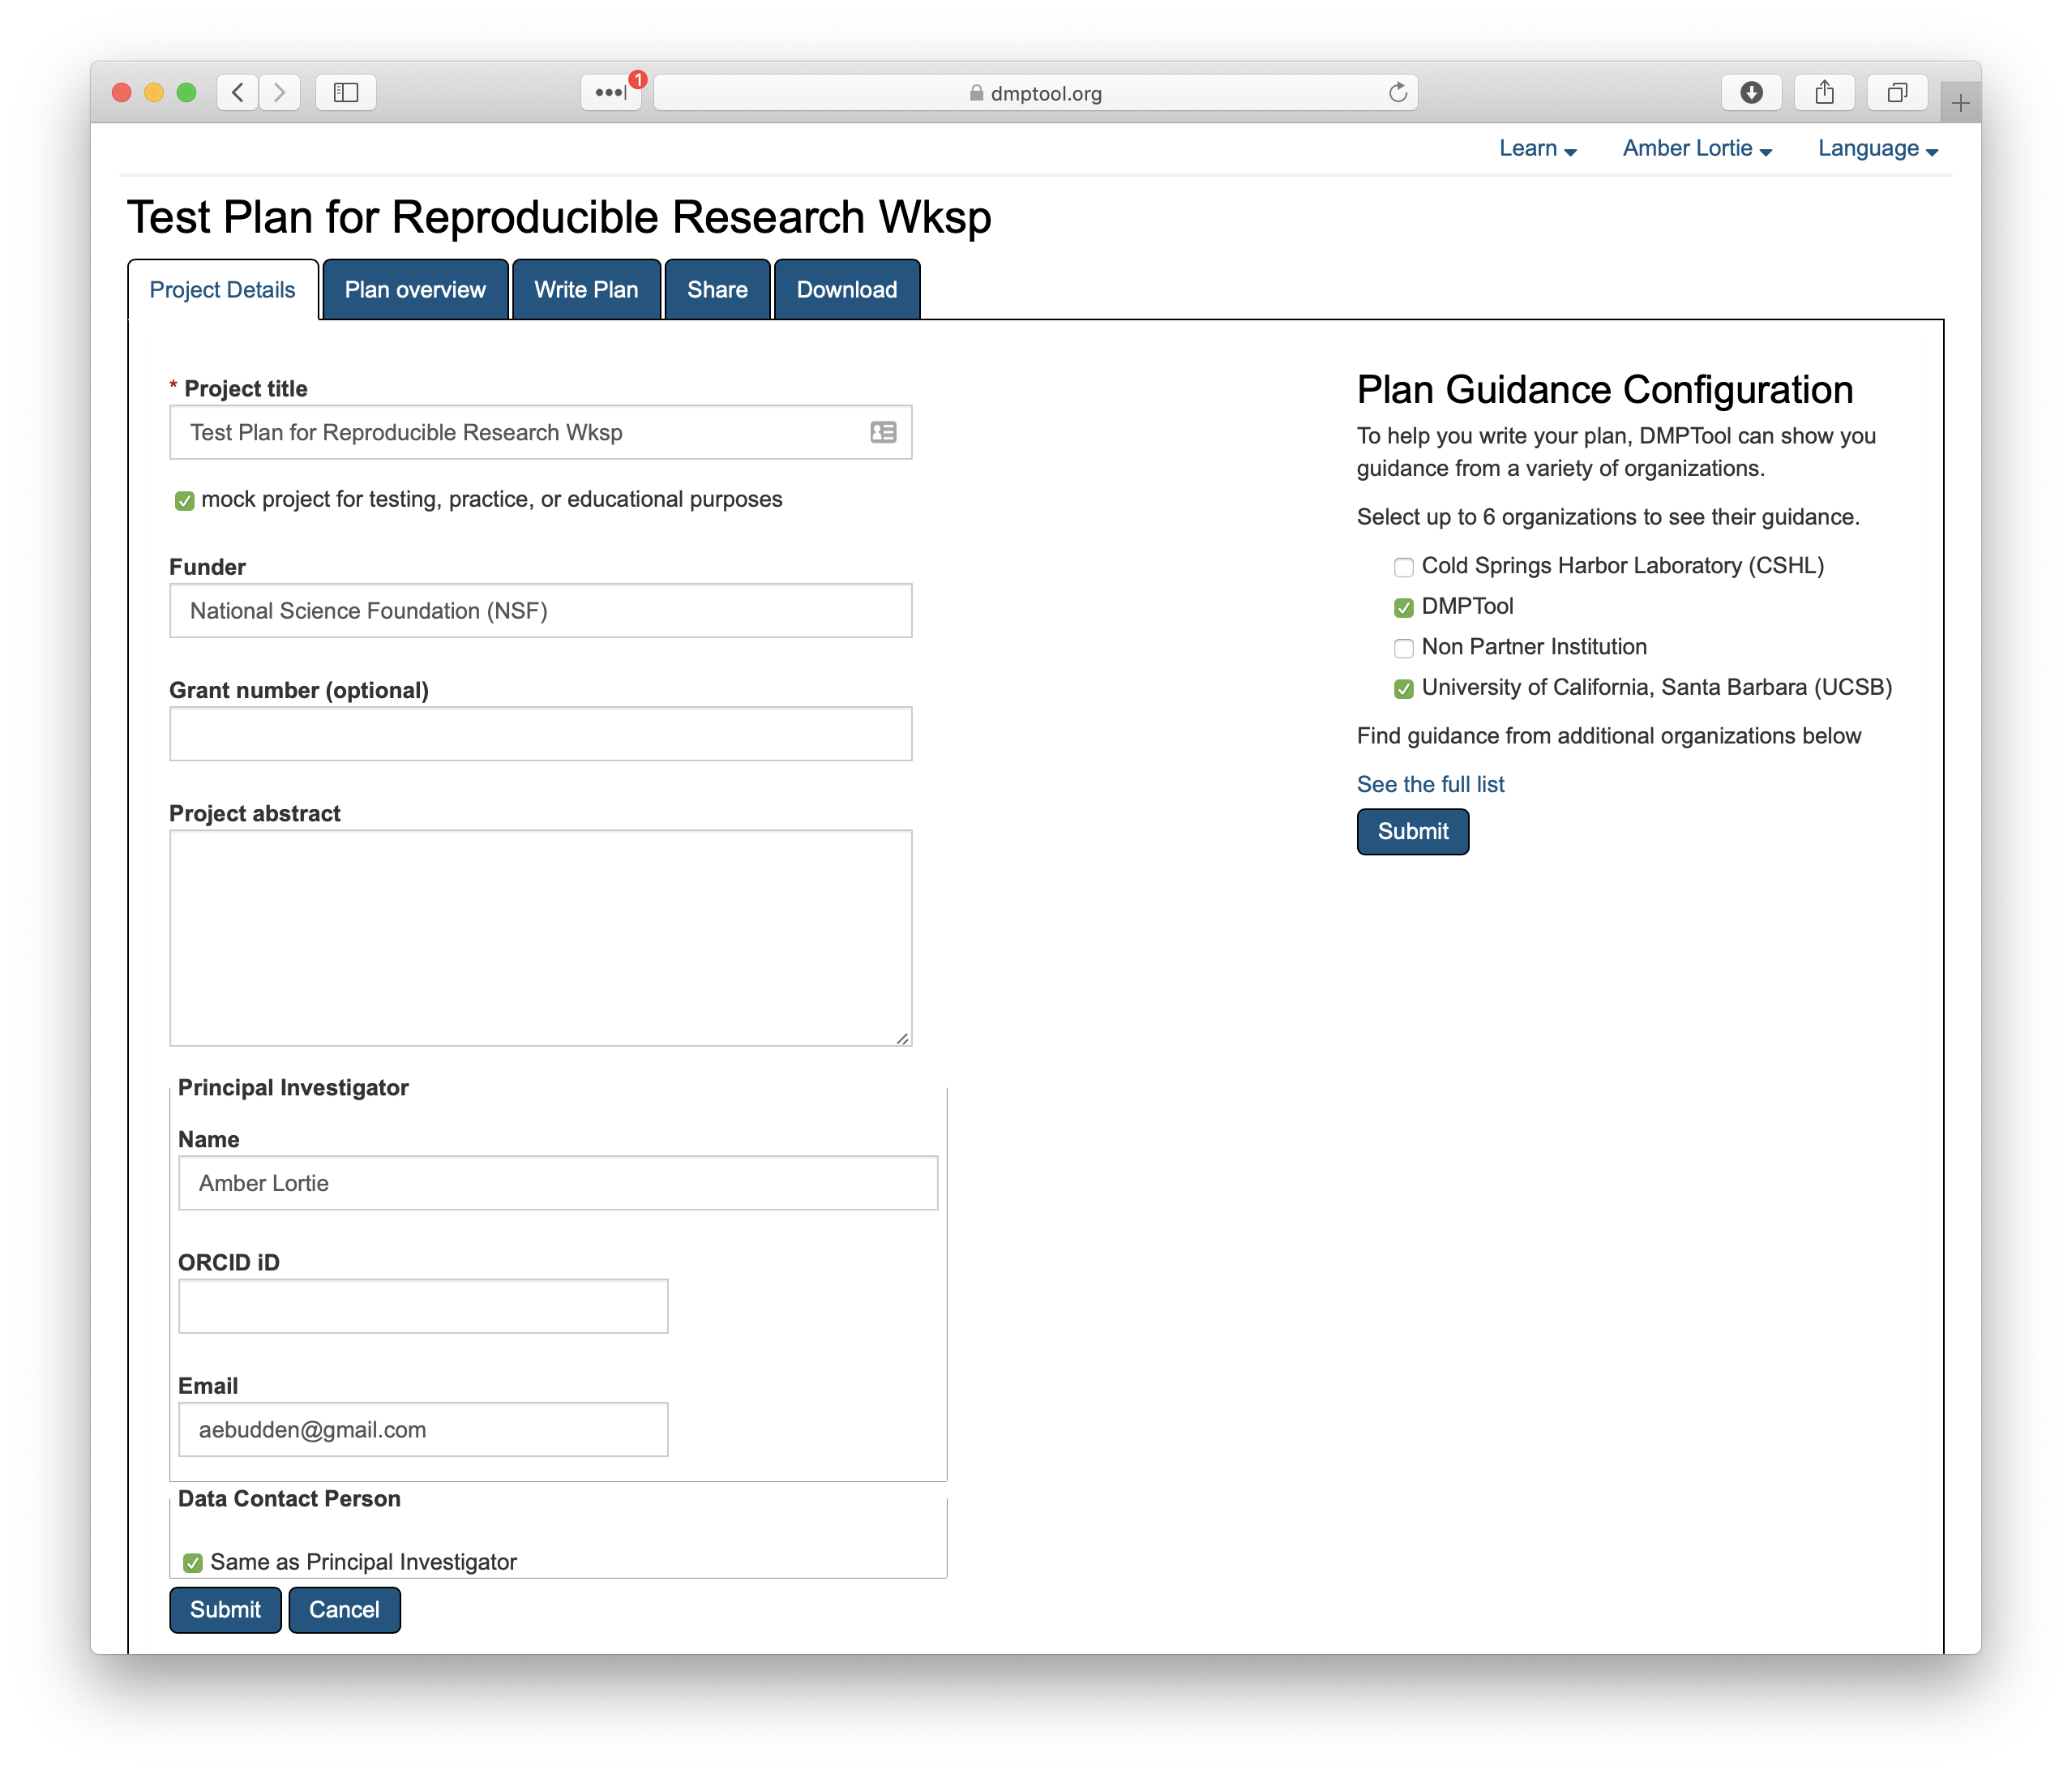 1
dmptool.org
Learn
Amber Lortie
Language
Test Plan for Reproducible Research Wksp
Project Details
Plan overview
Write Plan
Share
Download
* Project title
Test Plan for Reproducible Research Wksp
mock project for testing, practice, or educational purposes
Funder
National Science Foundation (NSF)
Grant number (optional)
Project abstract
Principal Investigator
Name
Amber Lortie
ORCID iD
Email
aebudden@gmail.com
Data Contact Person
Same as Principal Investigator
Submit
Cancel
Plan Guidance Configuration
To help you write your plan, DMPTool can show you
guidance from a variety of organizations.
Select up to 6 organizations to see their guidance.
Cold Springs Harbor Laboratory (CSHL)
DMPTool
Non Partner Institution
University of California, Santa Barbara (UCSB)
Find guidance from additional organizations below
See the full list
Submit